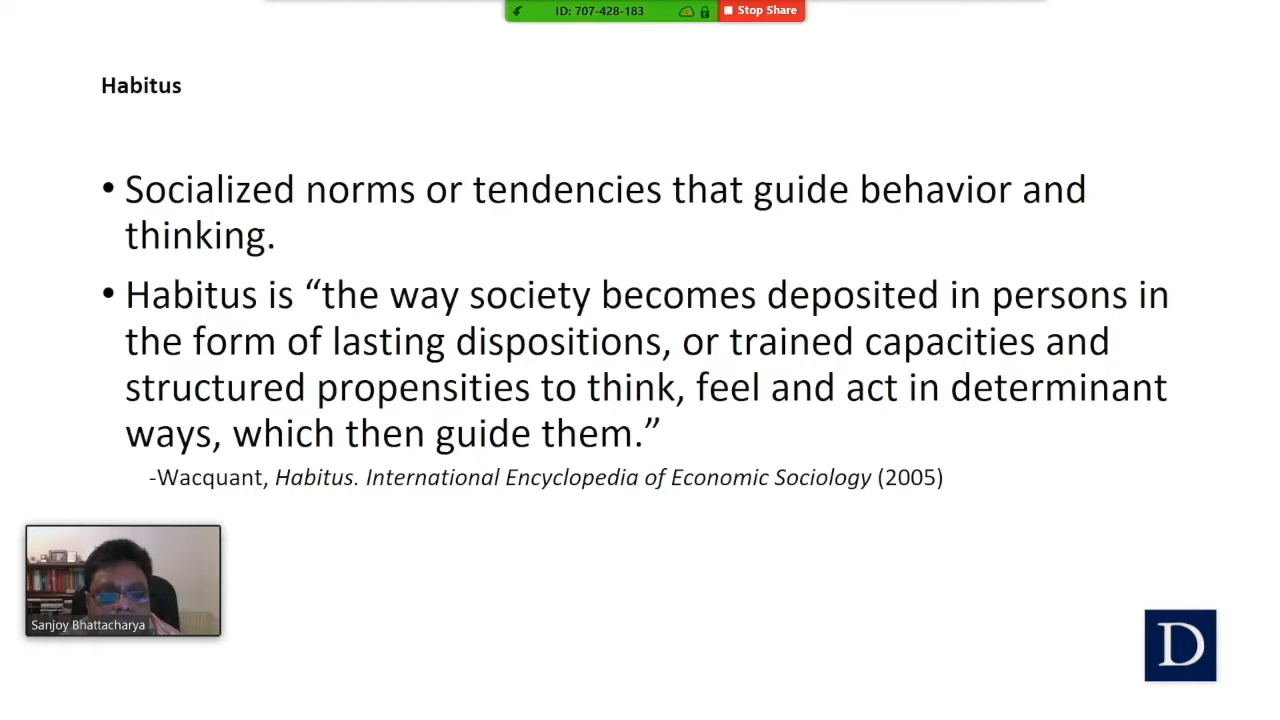 ID: 707-428-183
Stop Share
Habitus
• Socialized norms or tendencies that guide behavior and
thinking.
• Habitus is “the way society becomes deposited in persons in
the form of lasting dispositions, or trained capacities and
structured propensities to think, feel and act in determinant
ways, which then guide them.”
-Wacquant, Habitus. International Encyclopedia of Economic Sociology (2005)
Sanjoy Bhattacharya
D